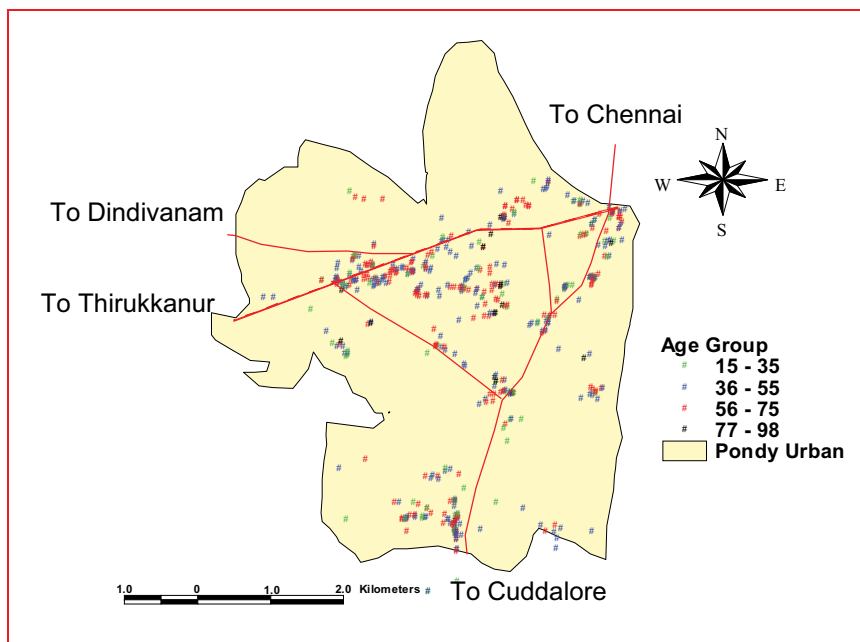 To Chennai
N
W E
S
To Dindivanam
To Thirukkanur
Age Group
# 15 - 35
# 36 - 55
# 56 - 75
# 77 - 98
Pondy Urban
1.0 0 1.0 2.0 Kilometers
To Cuddalore